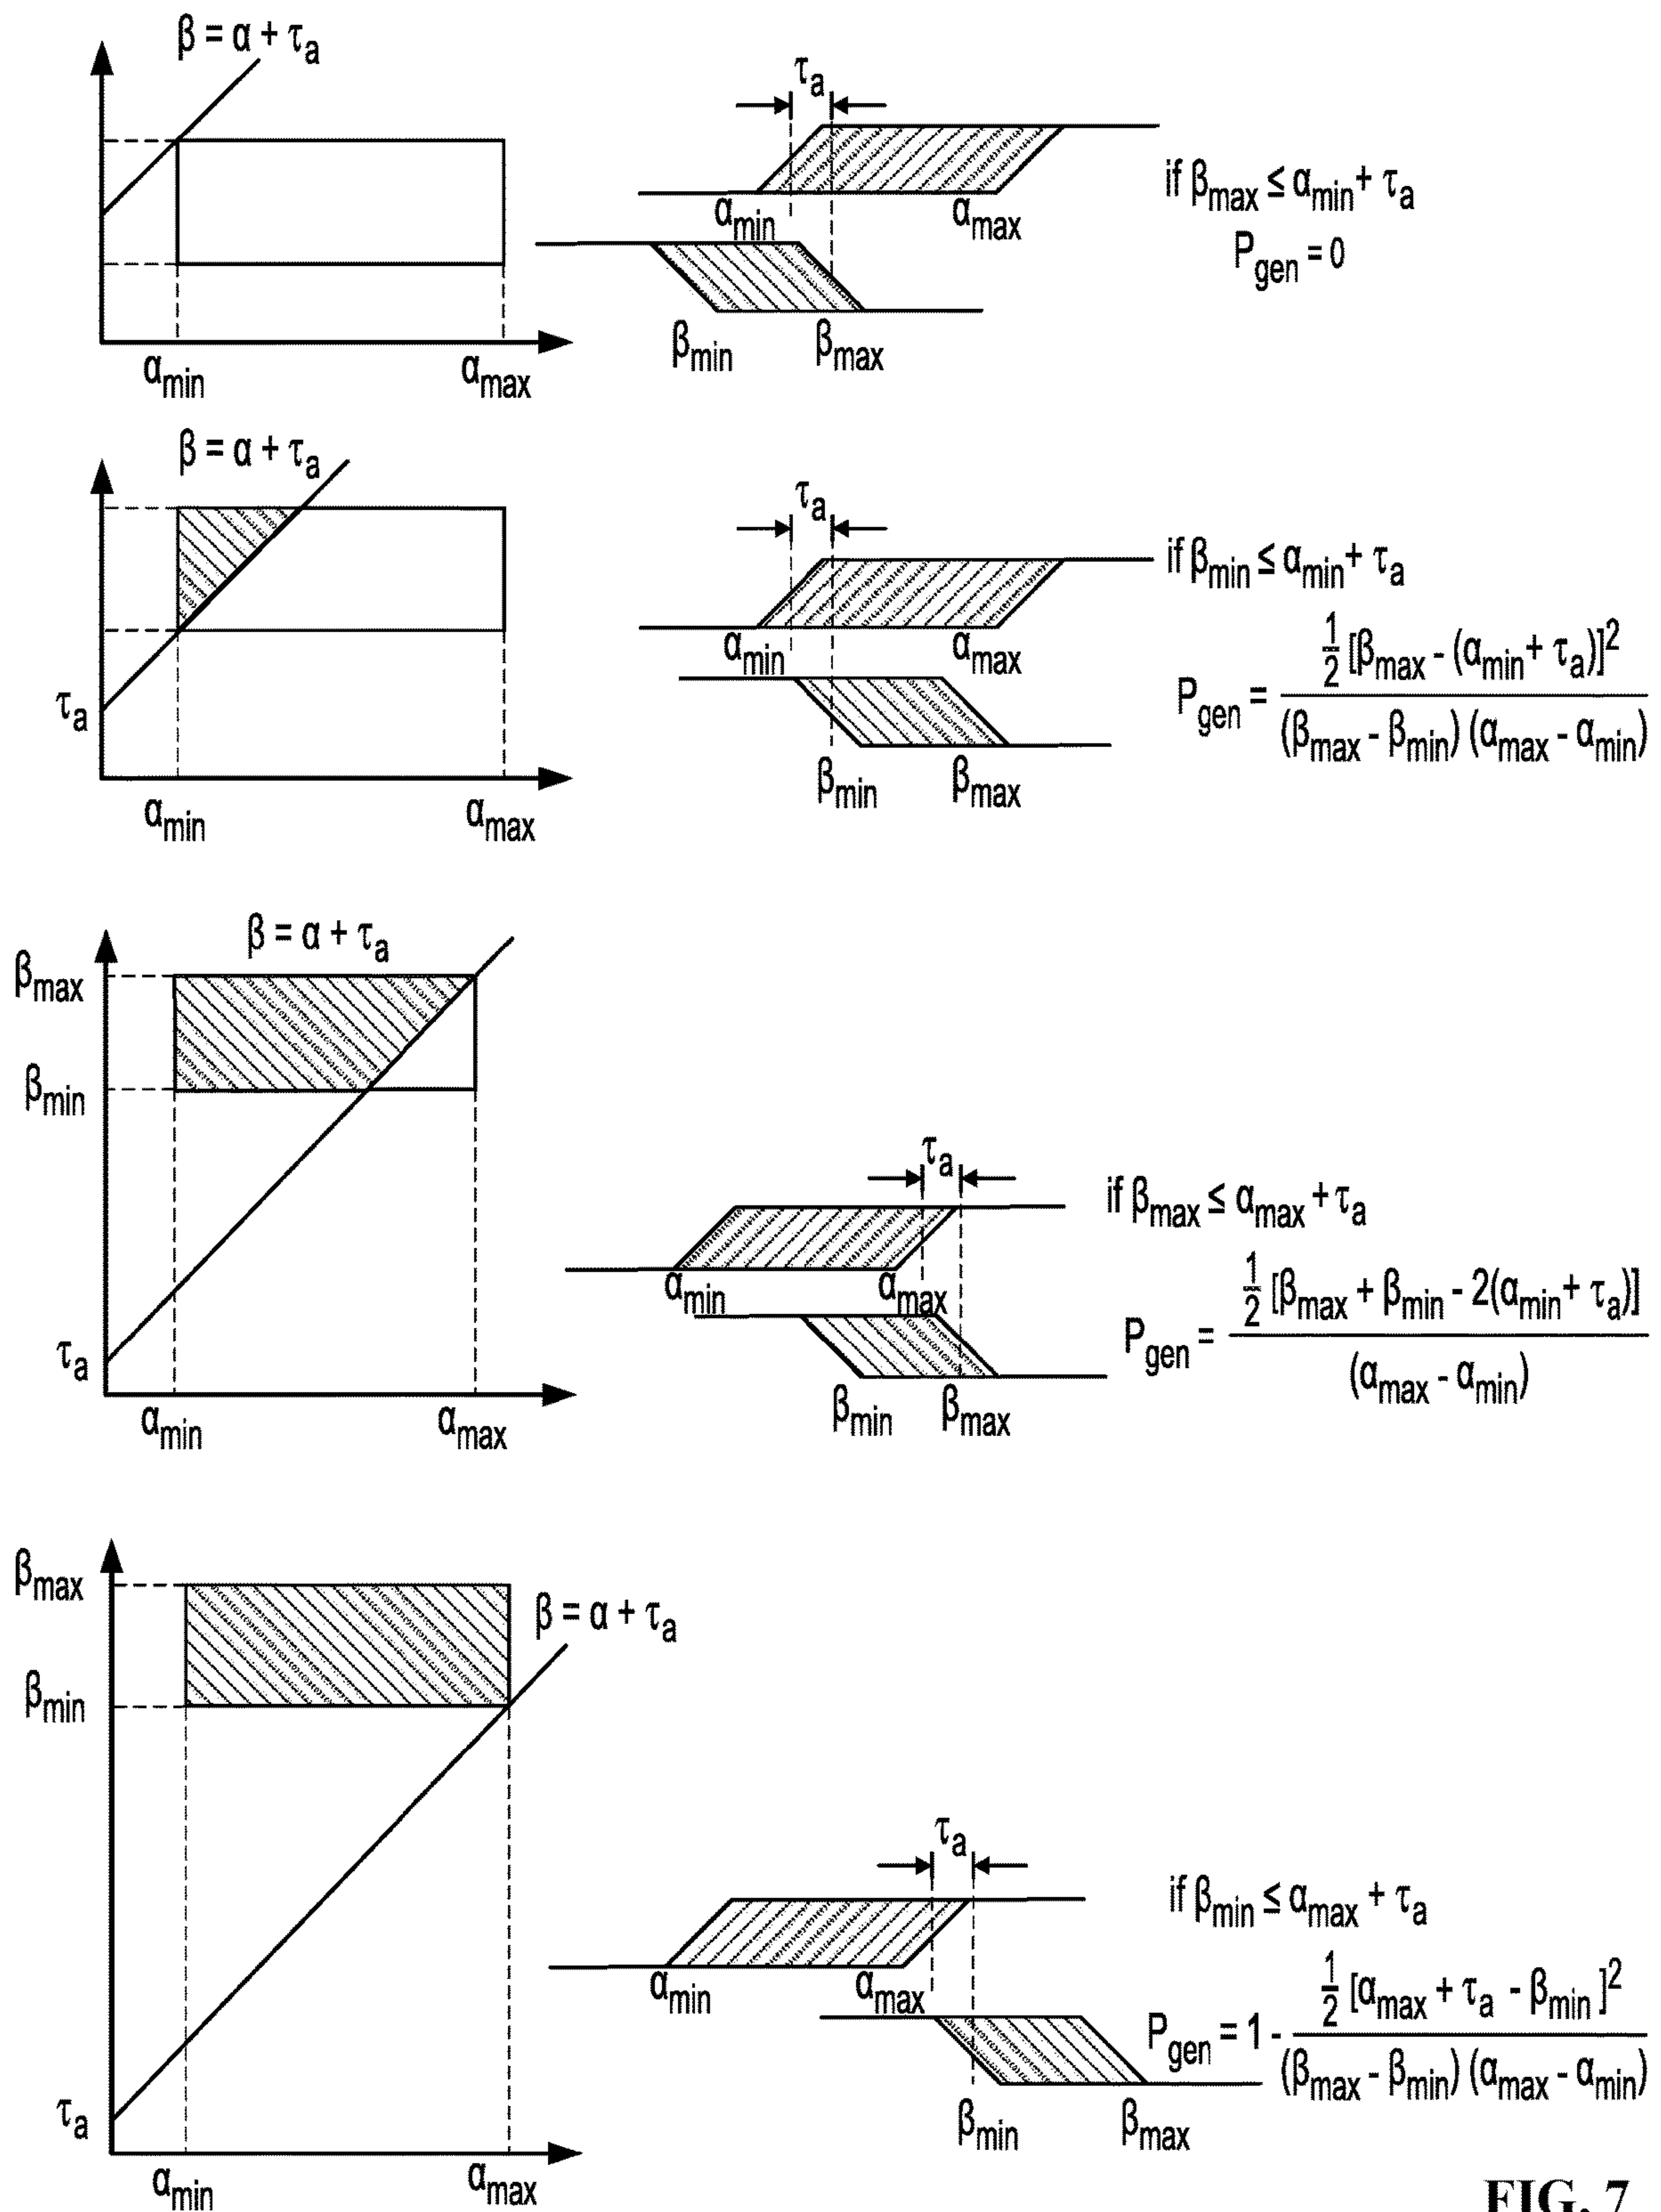 β = α + τa
τa
αmin αmax
βmin βmax
if βmax ≤ αmin + τa
Pgen = 0
αmin αmax
β = α + τa
τa
αmin αmax
βmin βmax
if βmin ≤ αmin + τa
Pgen = 1/2 [βmax - (αmin + τa)]² / (βmax - βmin) (αmax - αmin)
τa
αmin αmax
β = α + τa
βmax
βmin
τa
αmin αmax
βmin βmax
if βmax ≤ αmax + τa
Pgen = 1/2 [βmax + βmin - 2(αmin + τa)] / (αmax - αmin)
τa
αmin αmax
βmax
βmin
β = α + τa
τa
αmin αmax
βmin βmax
if βmin ≤ αmax + τa
Pgen = 1 - 1/2 [αmax + τa - βmin]² / (βmax - βmin) (αmax - αmin)
τa
αmin αmax
FIG. 7